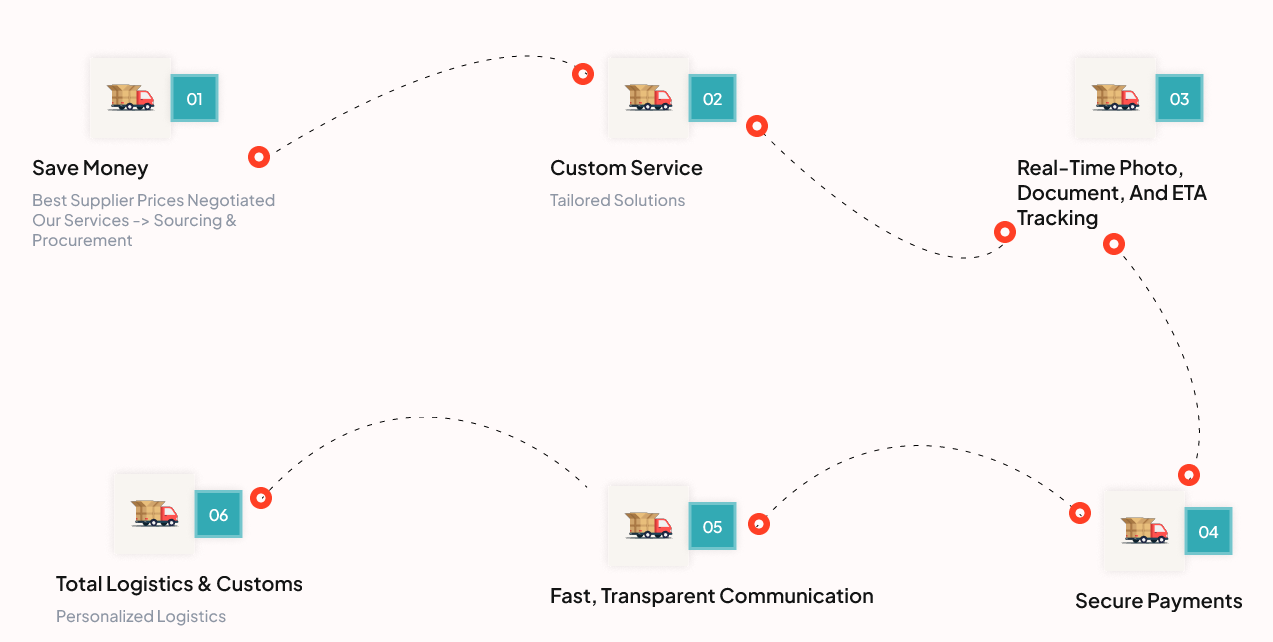 01
Save Money
Best Supplier Prices Negotiated
Our Services -> Sourcing &
Procurement
02
Custom Service
Tailored Solutions
03
Real-Time Photo,
Document, And ETA
Tracking
04
Secure Payments
05
Fast, Transparent Communication
06
Total Logistics & Customs
Personalized Logistics